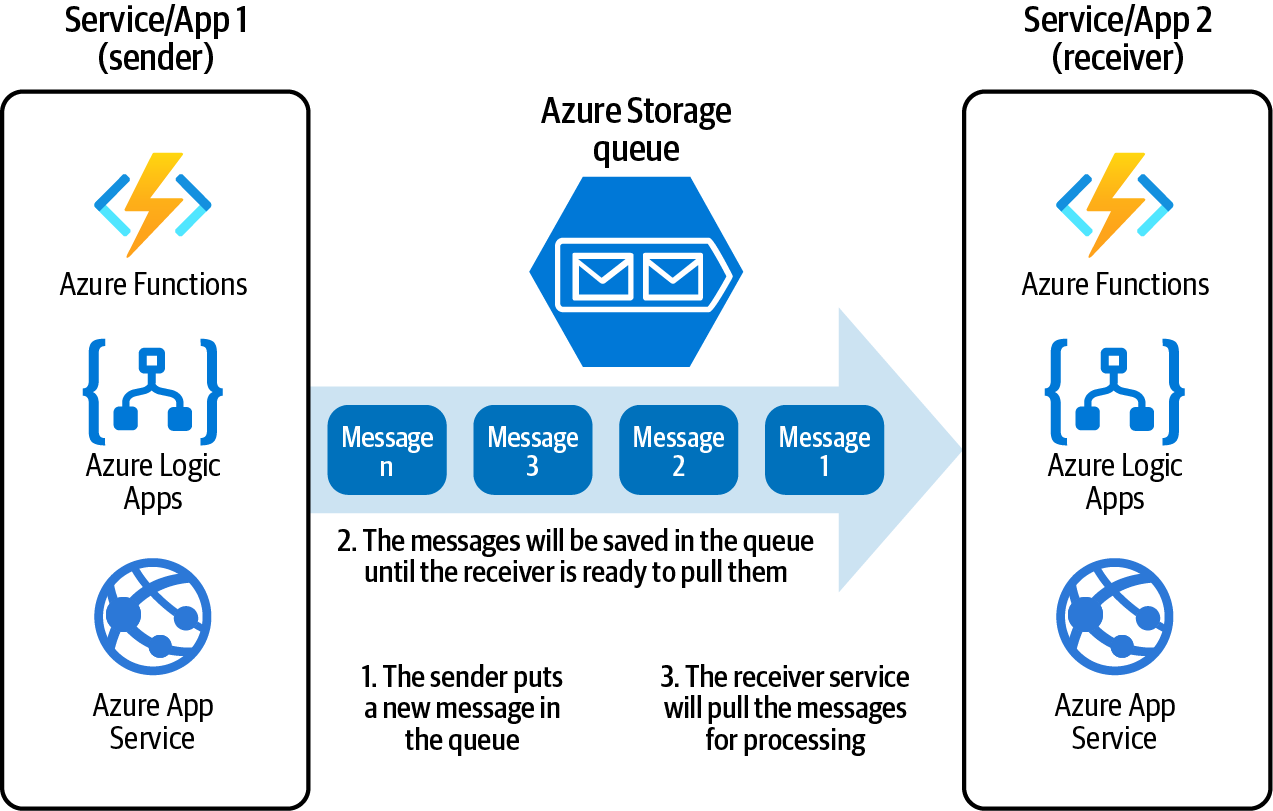 Service/App 1
(sender)
Azure Functions
Azure Logic
Apps
Azure App
Service
Azure Storage
queue
Message
n
Message
3
Message
2
Message
1
2. The messages will be saved in the queue
until the receiver is ready to pull them
1. The sender puts
a new message in
the queue
3. The receiver service
will pull the messages
for processing
Service/App 2
(receiver)
Azure Functions
Azure Logic
Apps
Azure App
Service